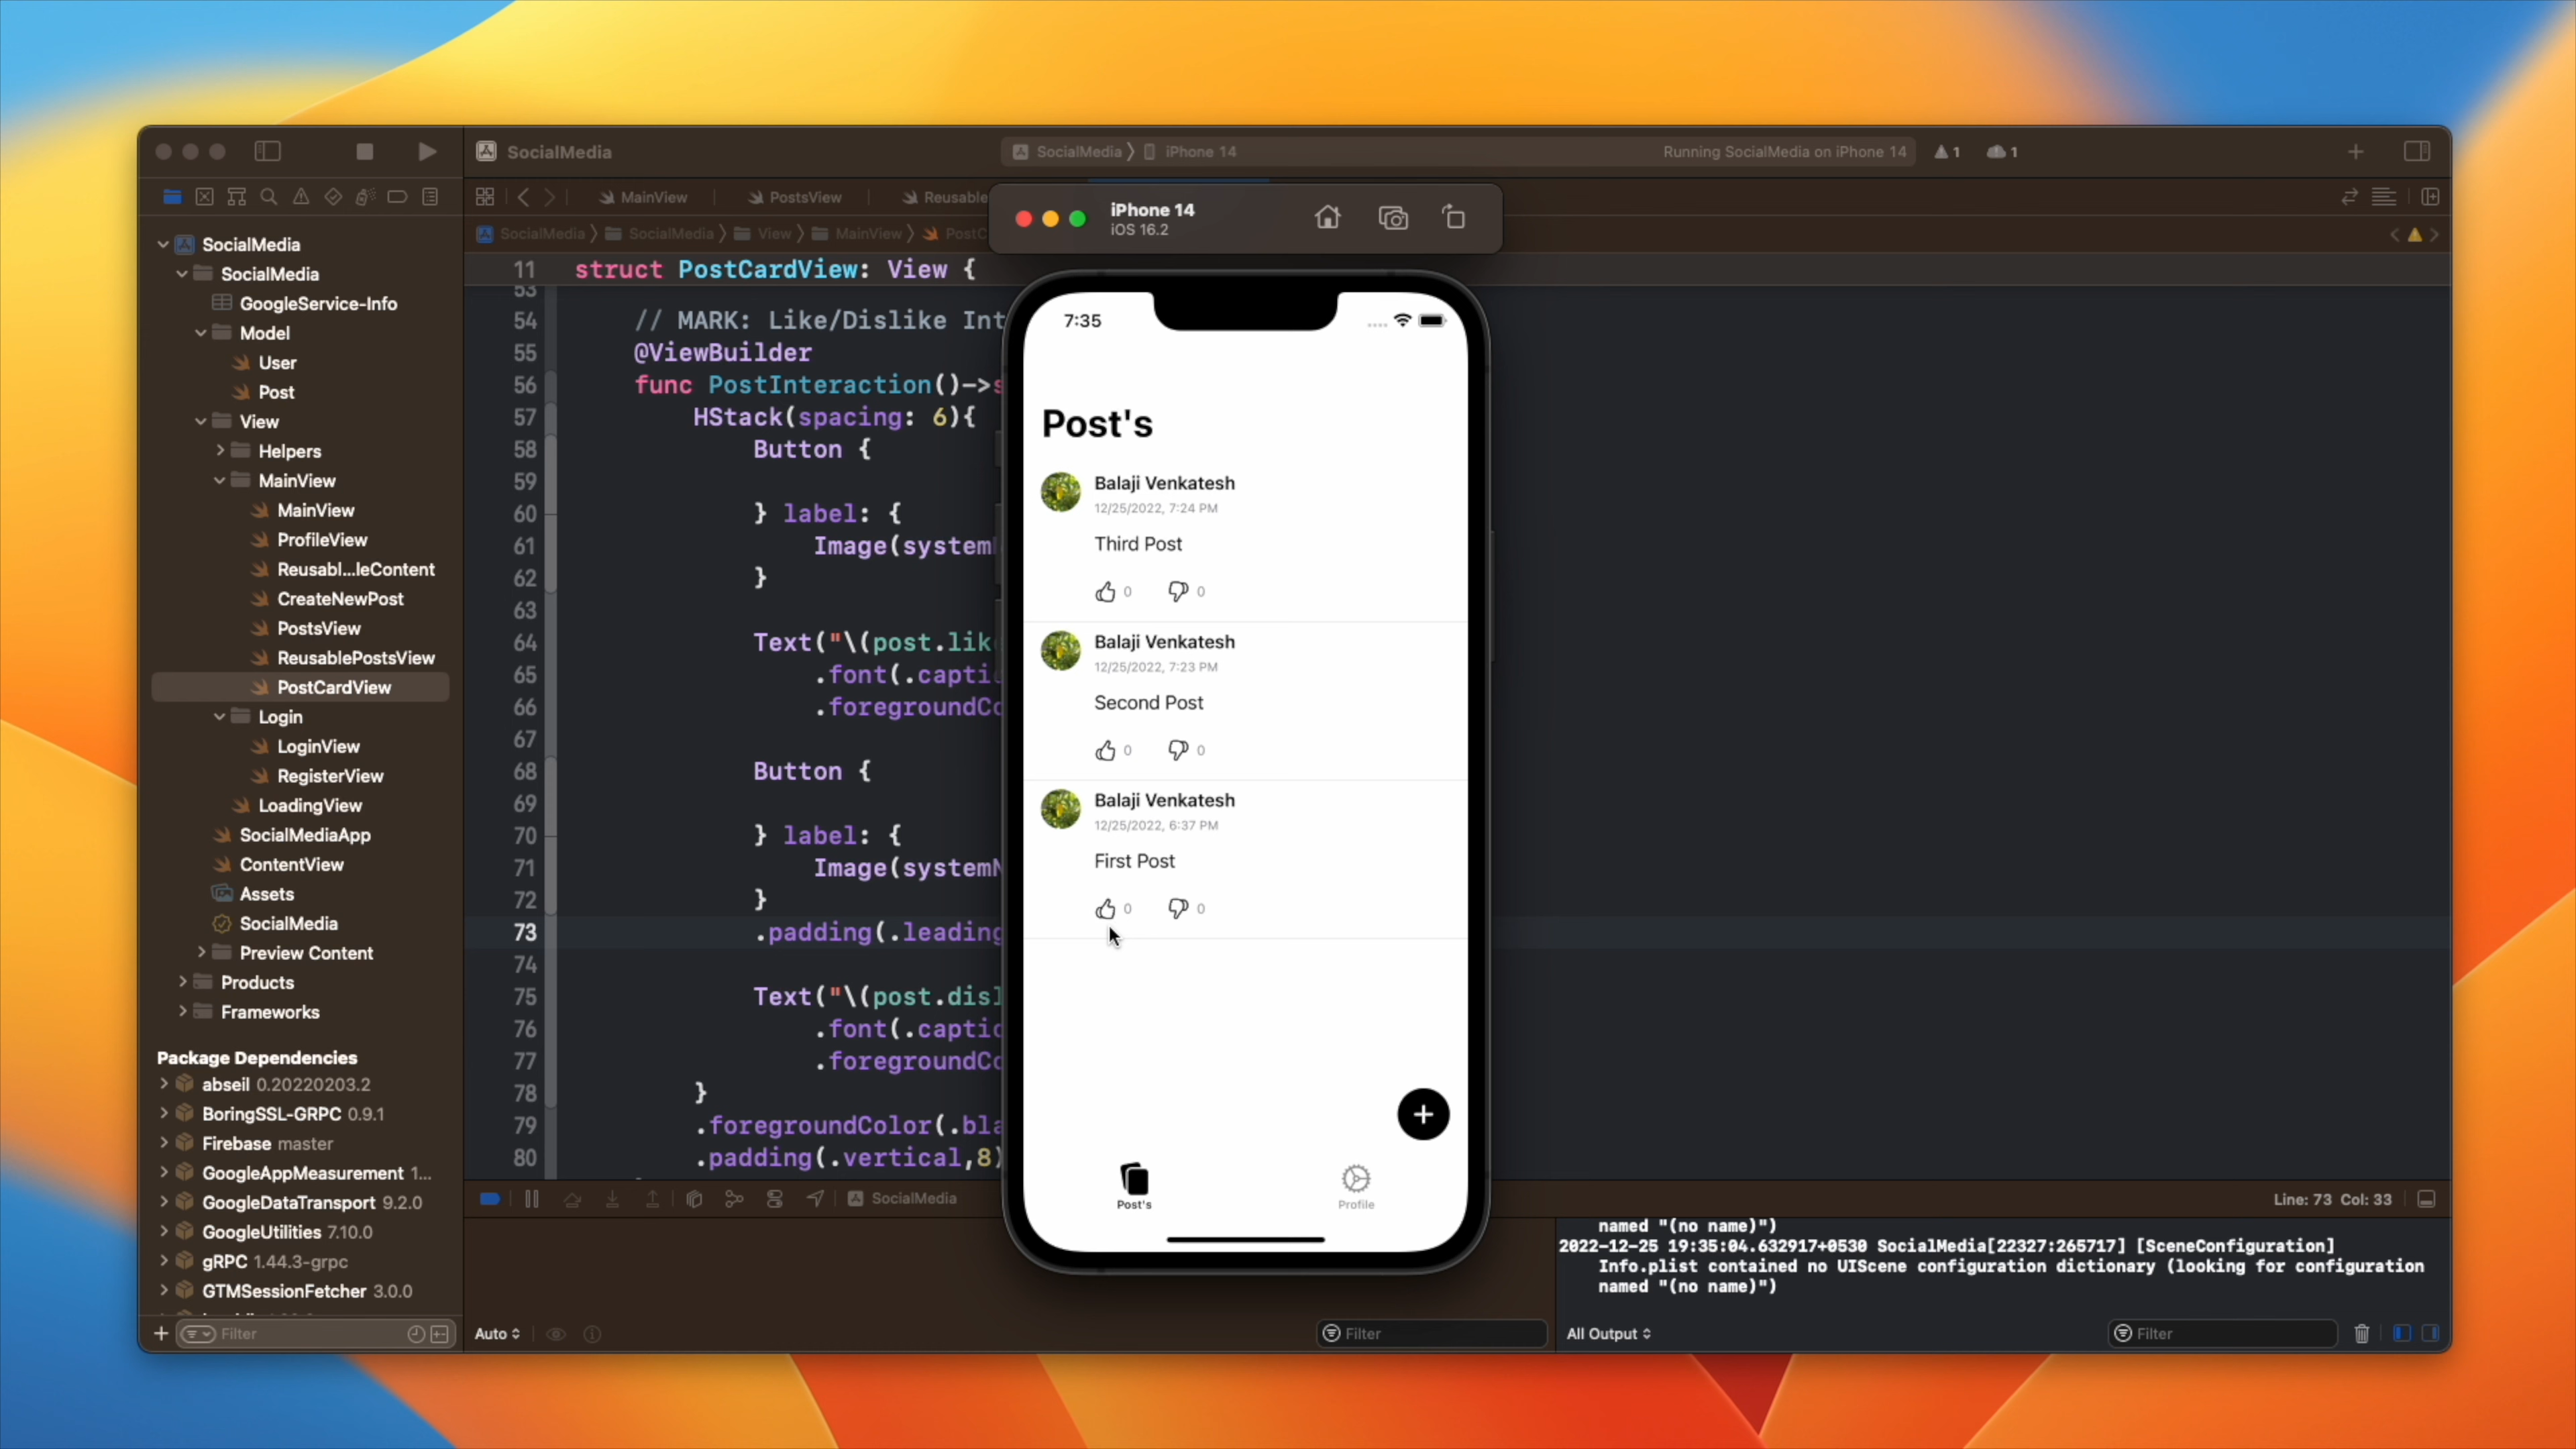 SocialMedia
SocialMedia 〉 iPhone 14
Running SocialMedia on iPhone 14
1
1
MainView
PostsView
Reusable
SocialMedia 〉 SocialMedia 〉 View 〉 MainView 〉 PostC
iPhone 14
iOS 16.2
SocialMedia
SocialMedia
GoogleService-Info
Model
User
Post
View
Helpers
MainView
MainView
ProfileView
Reusabl...leContent
CreateNewPost
PostsView
ReusablePostsView
PostCardView
Login
LoginView
RegisterView
LoadingView
SocialMediaApp
ContentView
Assets
SocialMedia
Preview Content
Products
Frameworks
Package Dependencies
abseil 0.20220203.2
BoringSSL-GRPC 0.9.1
Firebase master
GoogleAppMeasurement 1...
GoogleDataTransport 9.2.0
GoogleUtilities 7.10.0
gRPC 1.44.3-grpc
GTMSessionFetcher 3.0.0
Filter
11 struct PostCardView: View {
53
54 // MARK: Like/Dislike Int
55 @ViewBuilder
56 func PostInteraction()->s
57 HStack(spacing: 6){
58 Button {
59
60 } label: {
61 Image(system
62 }
63
64 Text("\(post.lik
65 .font(.capti
66 .foregroundCo
67
68 Button {
69
70 } label: {
71 Image(systemN
72 }
73 .padding(.leading
74
75 Text("\(post.disl
76 .font(.captio
77 .foregroundCo
78 }
79 .foregroundColor(.bla
80 .padding(.vertical,8)
7:35
Post's
Balaji Venkatesh
12/25/2022, 7:24 PM
Third Post
0 0
Balaji Venkatesh
12/25/2022, 7:23 PM
Second Post
0 0
Balaji Venkatesh
12/25/2022, 6:37 PM
First Post
0 0
Post's
Profile
SocialMedia
Line: 73 Col: 33
named "(no name)")
2022-12-25 19:35:04.632917+0530 SocialMedia[22327:265717] [SceneConfiguration]
Info.plist contained no UIScene configuration dictionary (looking for configuration
named "(no name)")
Auto
Filter
All Output
Filter